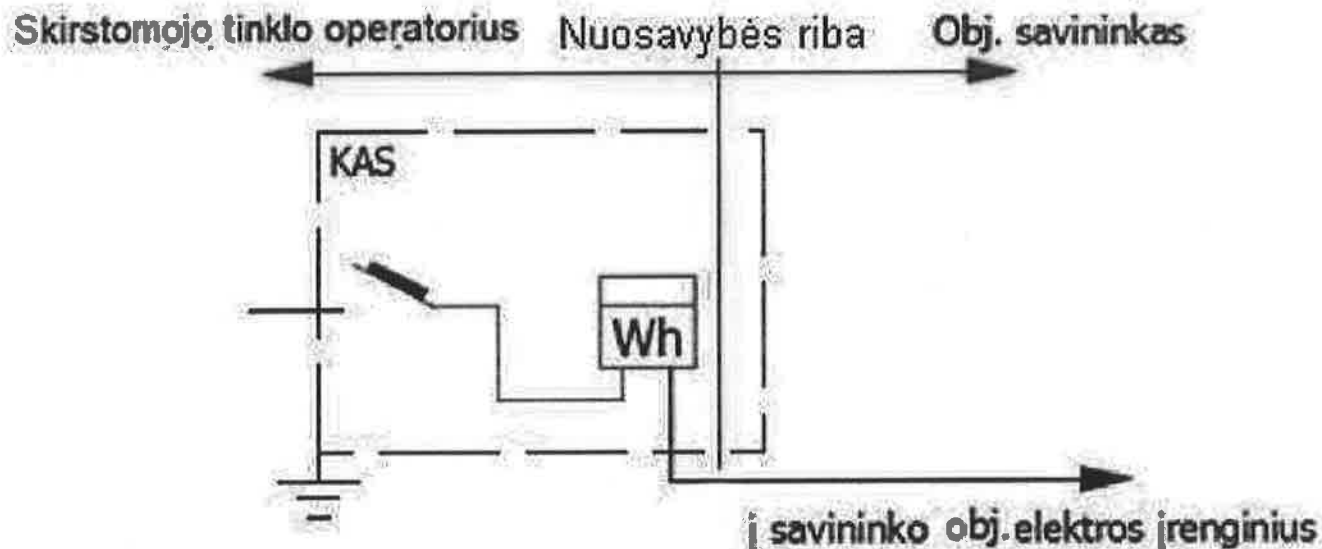 Skirstomojo tinklo operatorius Nuosavybės riba Obj. savininkas
KAS
Wh
į savininko obj. elektros įrenginius